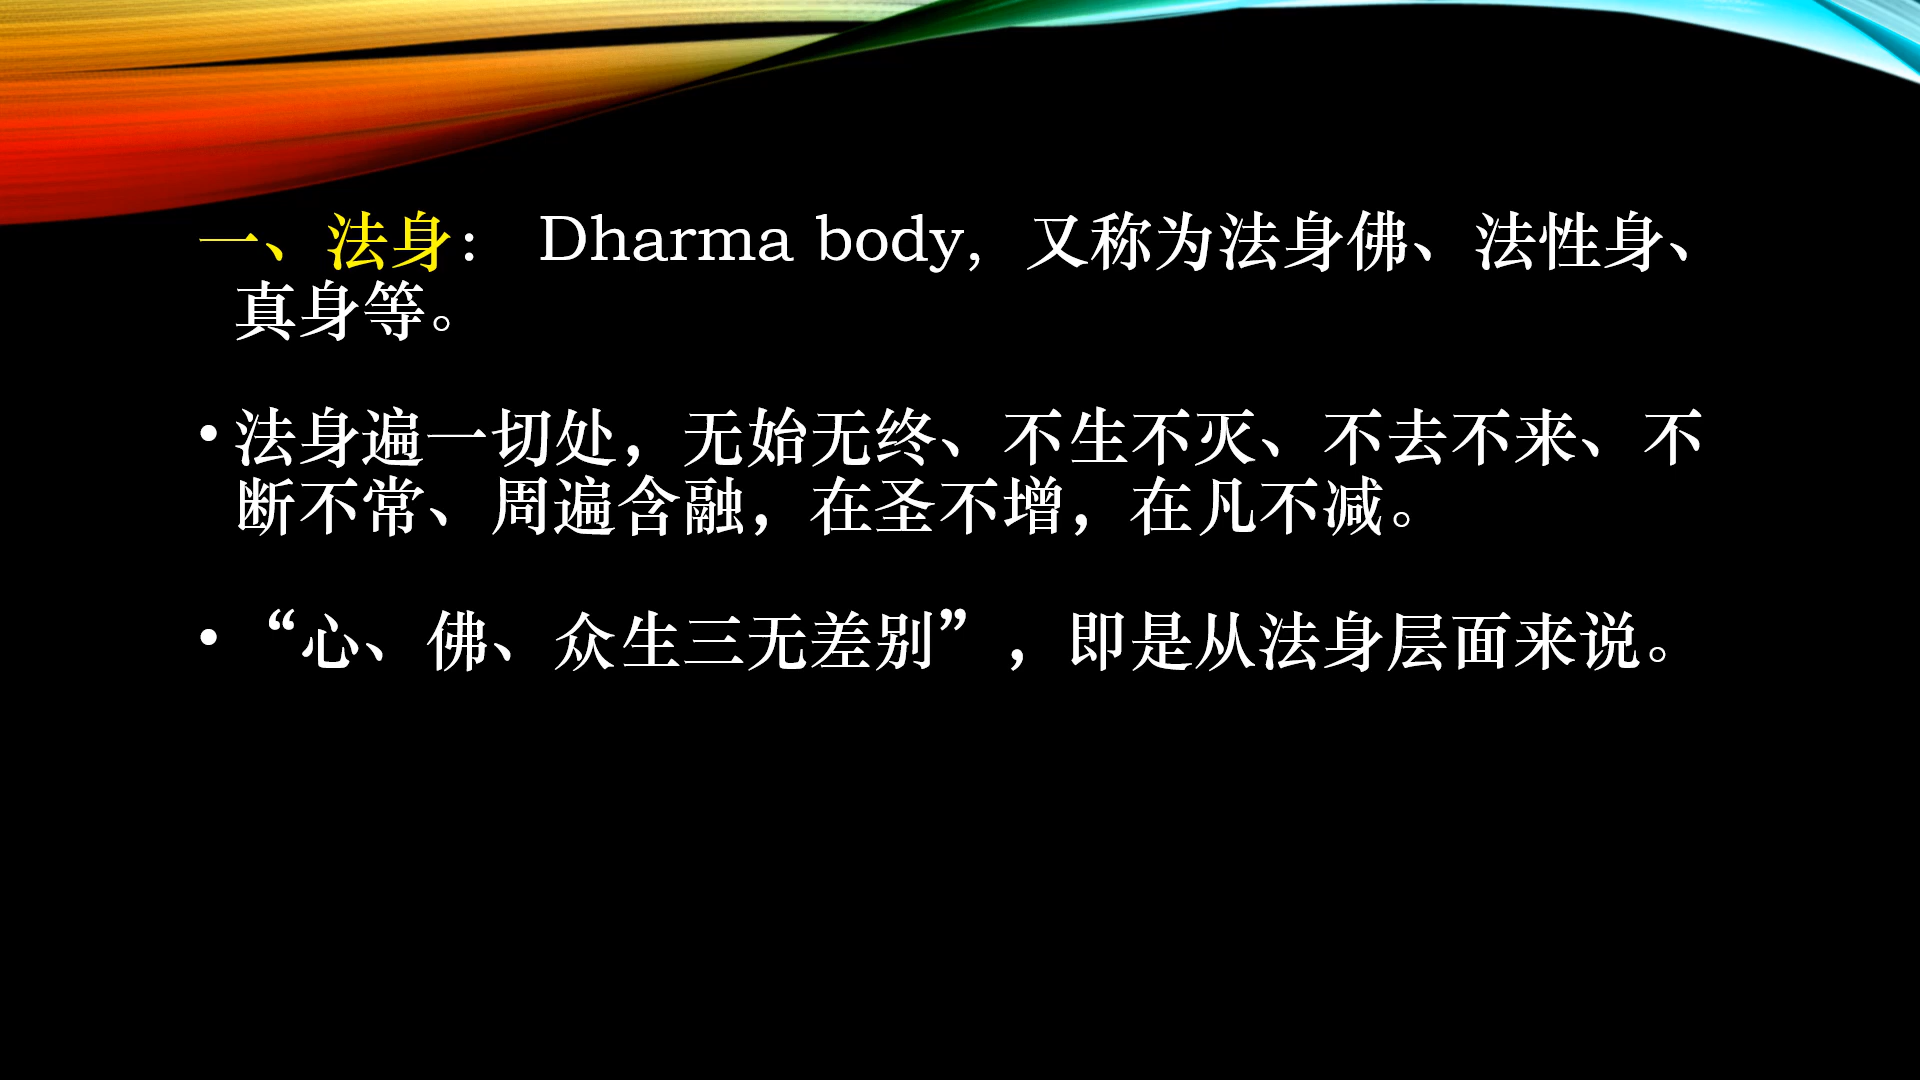 一、法身： Dharma body，又称为法身佛、法性身、
真身等。
•法身遍一切处，无始无终、不生不灭、不去不来、不
断不常、周遍含融，在圣不增，在凡不减。
•“心、佛、众生三无差别”，即是从法身层面来说。